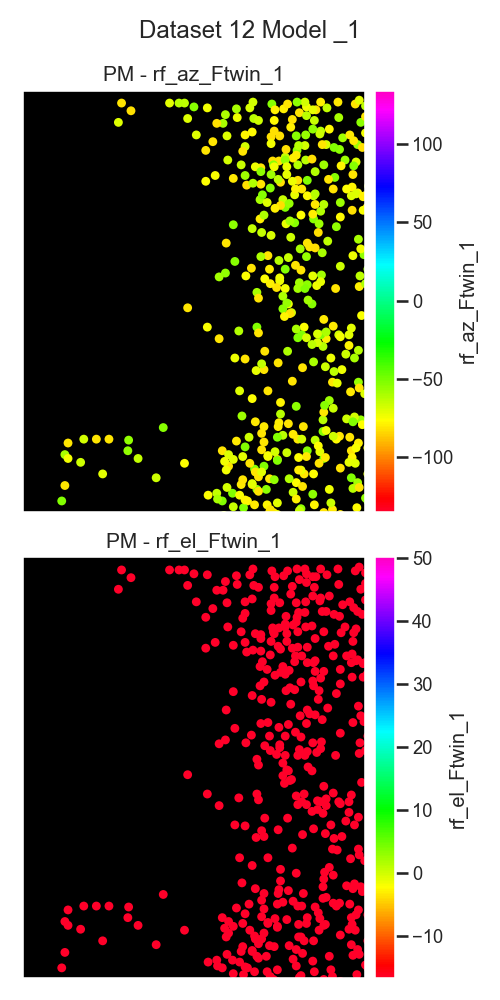 Dataset 12 Model _1
PM - rf_az_Ftwin_1
100
50
0
−50
−100
rf_az_Ftwin_1
PM - rf_el_Ftwin_1
50
40
30
20
10
0
−10
rf_el_Ftwin_1